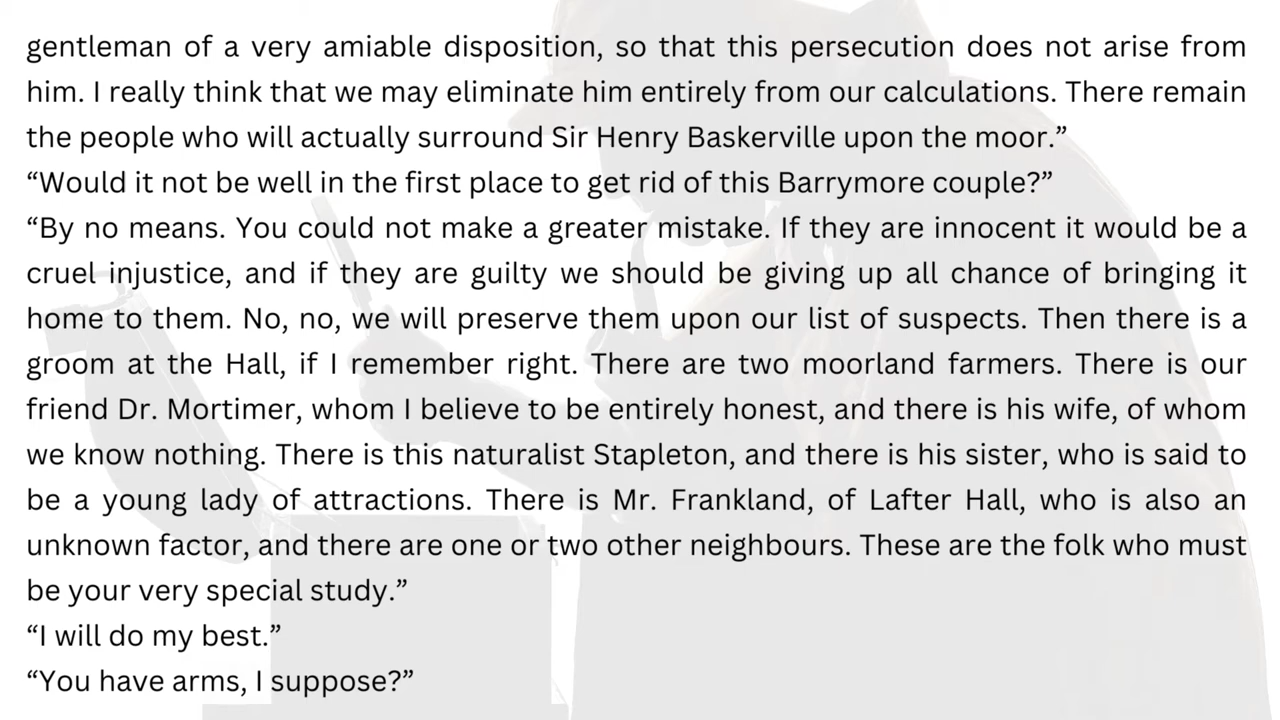 gentleman of a very amiable disposition, so that this persecution does not arise from
him. I really think that we may eliminate him entirely from our calculations. There remain
the people who will actually surround Sir Henry Baskerville upon the moor.”
“Would it not be well in the first place to get rid of this Barrymore couple?”
“By no means. You could not make a greater mistake. If they are innocent it would be a
cruel injustice, and if they are guilty we should be giving up all chance of bringing it
home to them. No, no, we will preserve them upon our list of suspects. Then there is a
groom at the Hall, if I remember right. There are two moorland farmers. There is our
friend Dr. Mortimer, whom I believe to be entirely honest, and there is his wife, of whom
we know nothing. There is this naturalist Stapleton, and there is his sister, who is said to
be a young lady of attractions. There is Mr. Frankland, of Lafter Hall, who is also an
unknown factor, and there are one or two other neighbours. These are the folk who must
be your very special study.”
“I will do my best.”
“You have arms, I suppose?”